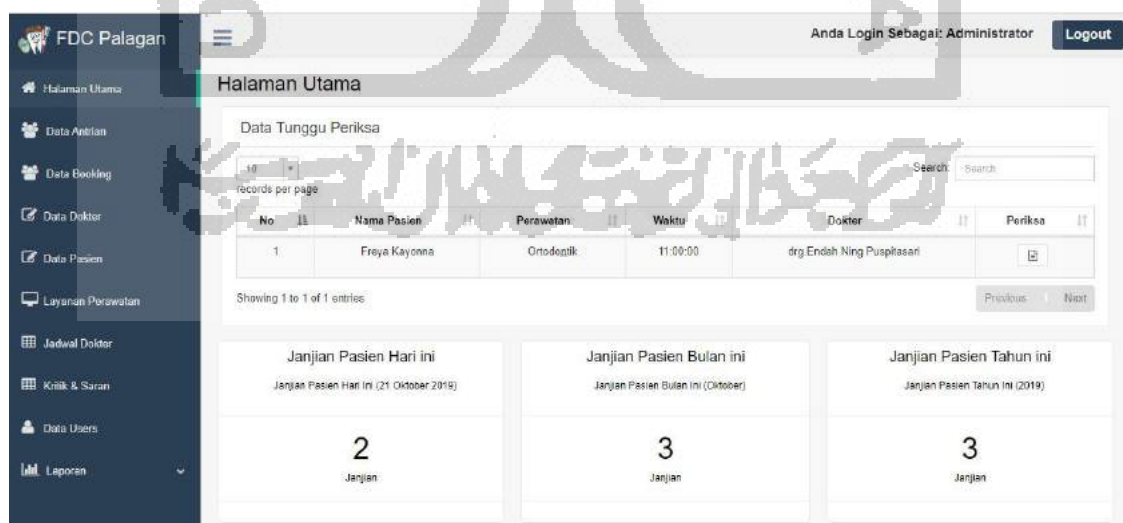 FDC Palagan
Anda Login Sebagai: Administrator
Logout
Halaman Utama
Data Antrian
Data Booking
Data Dokter
Data Pasien
Layanan Perawatan
Jadwal Dokter
Kritik & Saran
Data Users
Laporan
Halaman Utama
Data Tunggu Periksa
10
records per page
Search: Search
No Nama Pasien Perawatan Waktu Dokter Periksa
1 Freya Kayonna Ortodontik 11:00:00 drg.Endah Ning Puspitasari
Showing 1 to 1 of 1 entries
Previous 1 Next
Janjian Pasien Hari ini
Janjian Pasien Hari Ini (21 Oktober 2019)
2
Janjian
Janjian Pasien Bulan ini
Janjian Pasien Bulan Ini (Oktober)
3
Janjian
Janjian Pasien Tahun ini
Janjian Pasien Tahun Ini (2019)
3
Janjian